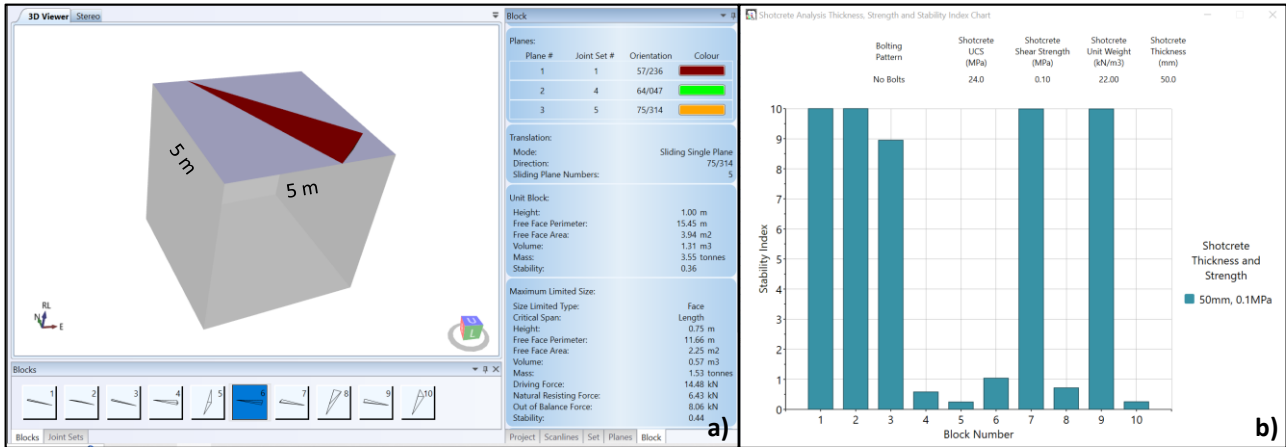 3D Viewer Stereo
5 m
5 m
RL
N
E
U
L
Blocks
1 2 3 4 5 6 7 8 9 10
Blocks Joint Sets
Block
Planes:
Plane # Joint Set # Orientation Colour
1 1 57/236
2 4 64/047
3 5 75/314
Translation:
Mode: Sliding Single Plane
Direction: 75/314
Sliding Plane Numbers: 5
Unit Block:
Height: 1.00 m
Free Face Perimeter: 15.45 m
Free Face Area: 3.94 m2
Volume: 1.31 m3
Mass: 3.55 tonnes
Stability: 0.36
Maximum Limited Size:
Size Limited Type: Face
Critical Span: Length
Height: 0.75 m
Free Face Perimeter: 11.66 m
Free Face Area: 2.25 m2
Volume: 0.57 m3
Mass: 1.53 tonnes
Driving Force: 14.48 kN
Natural Resisting Force: 6.43 kN
Out of Balance Force: 8.06 kN
Stability: 0.44
a)
Project Scanlines Set Planes Block
Shotcrete Analysis Thickness, Strength and Stability Index Chart
Bolting Pattern
Shotcrete UCS (MPa)
Shotcrete Shear Strength (MPa)
Shotcrete Unit Weight (kN/m3)
Shotcrete Thickness (mm)
No Bolts 24.0 0.10 22.00 50.0
Stability Index
10
9
8
7
6
5
4
3
2
1
0
1 2 3 4 5 6 7 8 9 10
Block Number
Shotcrete
Thickness and
Strength
50mm, 0.1MPa
b)